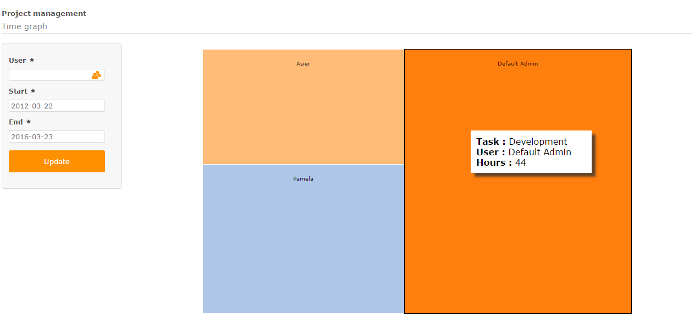 Project management
Time graph
User *
Start *
2012-03-22
End *
2016-03-23
Update
Asier
Default Admin
Task : Development
User : Default Admin
Hours : 44
Pamela